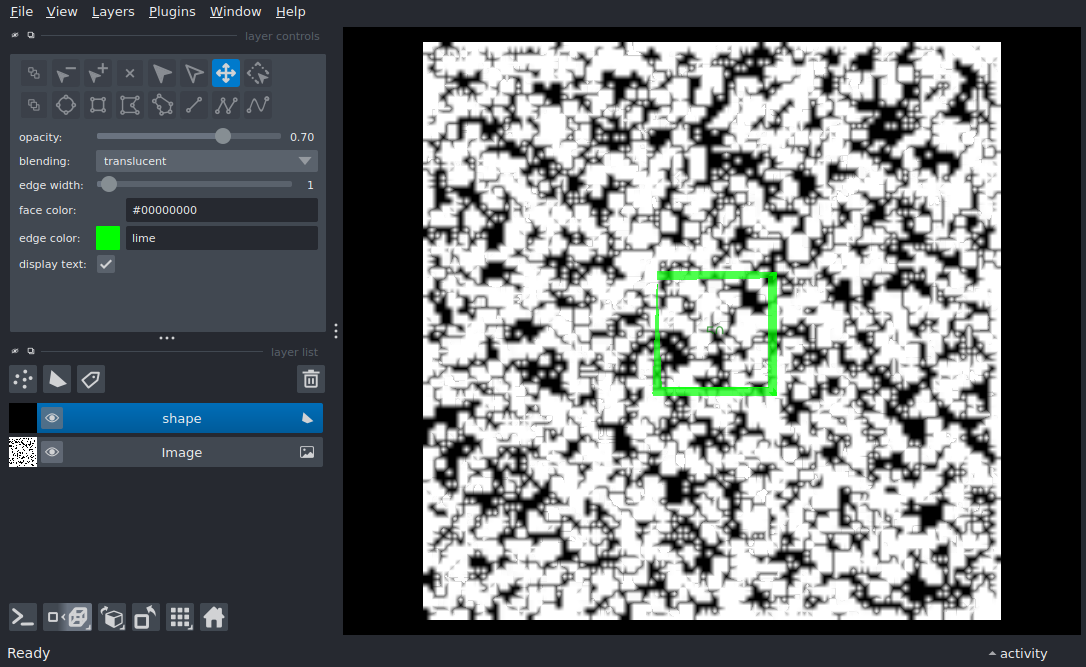 File View Layers Plugins Window Help
layer controls
opacity: 0.70
blending: translucent
edge width: 1
face color: #00000000
edge color: lime
display text:
layer list
shape
Image
Ready
activity